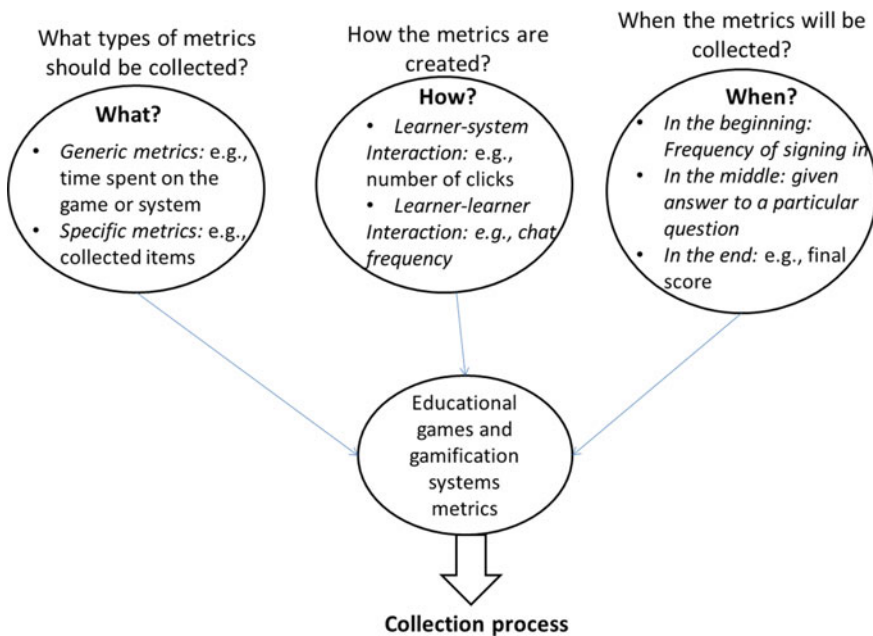 What types of metrics
should be collected?
What?
• Generic metrics: e.g.,
time spent on the
game or system
• Specific metrics: e.g.,
collected items
How the metrics are
created?
How?
• Learner-system
Interaction: e.g.,
number of clicks
• Learner-learner
Interaction: e.g., chat
frequency
When the metrics will be
collected?
When?
• In the beginning:
Frequency of signing in
• In the middle: given
answer to a particular
question
• In the end: e.g., final
score
Educational
games and
gamification
systems
metrics
Collection process